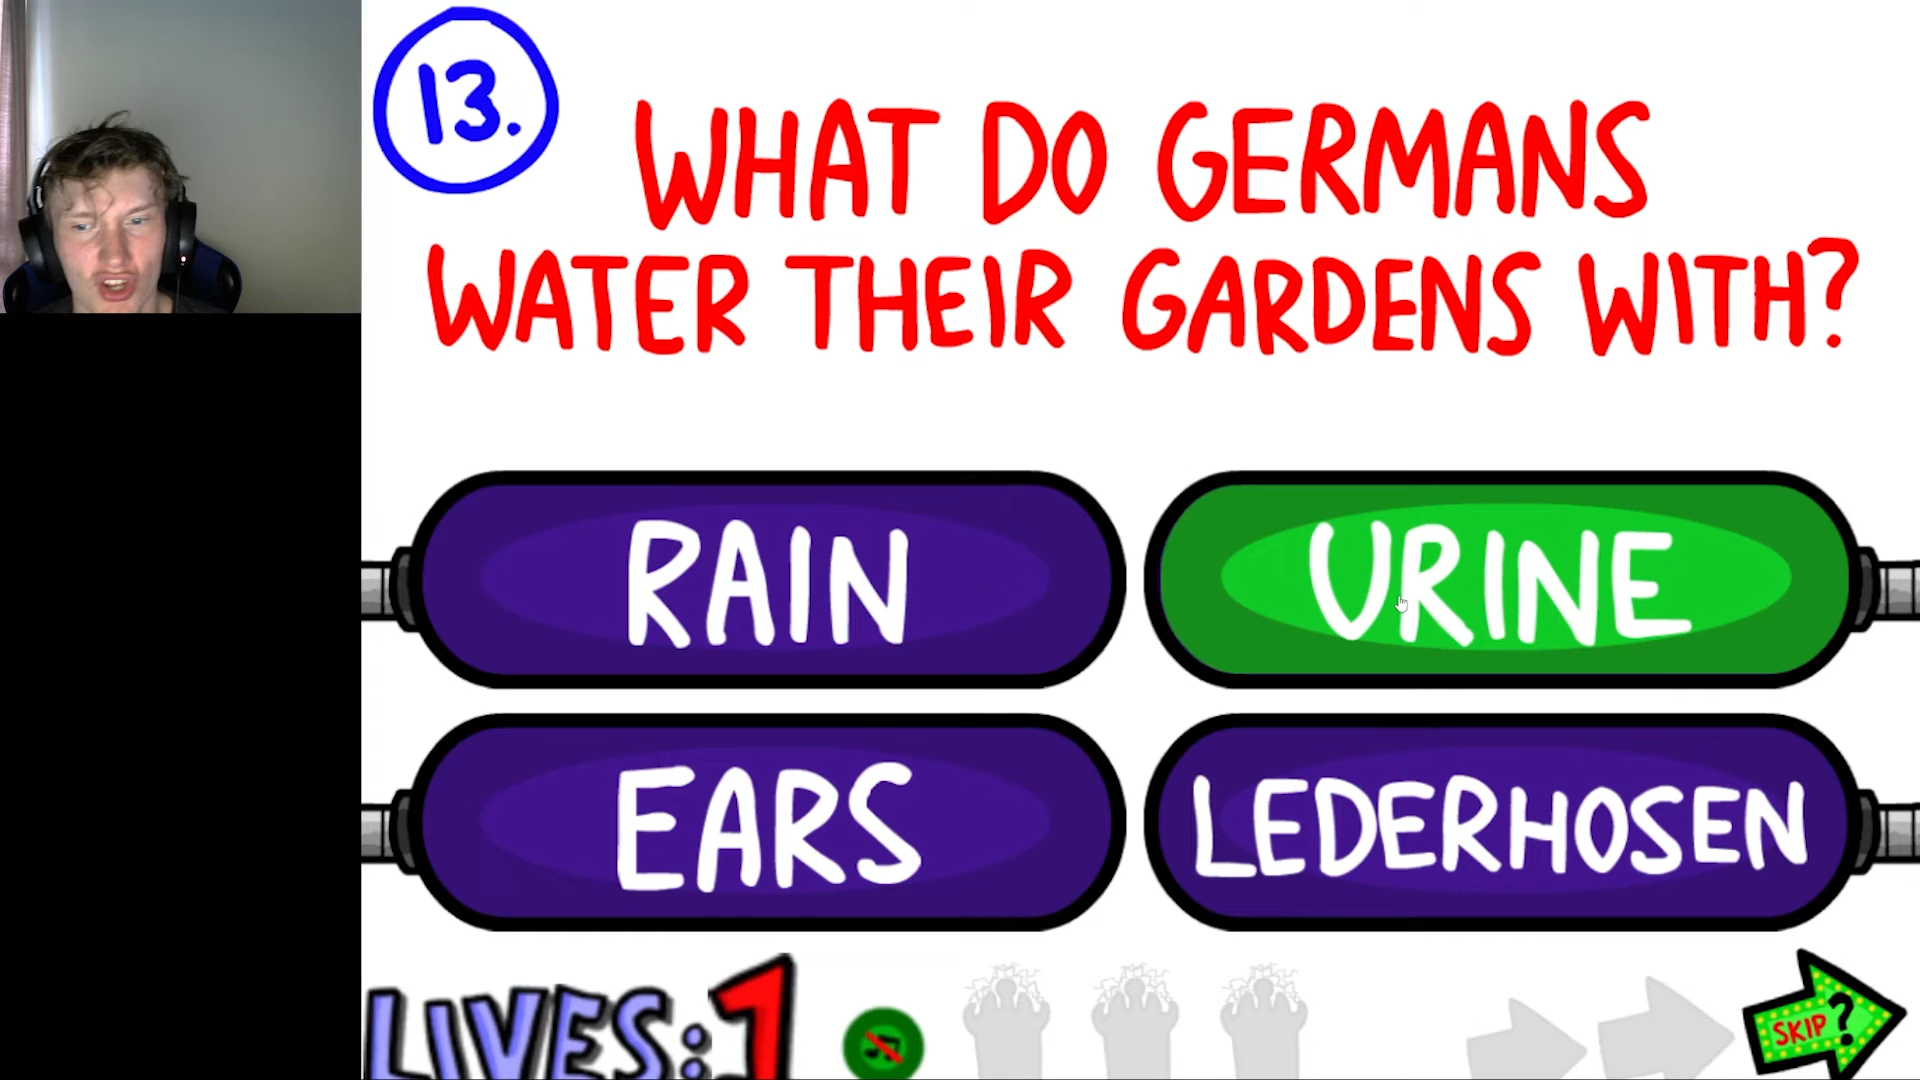 13.
WHAT DO GERMANS
WATER THEIR GARDENS WITH?
RAIN
URINE
EARS
LEDERHOSEN
LIVES:1
SKIP?